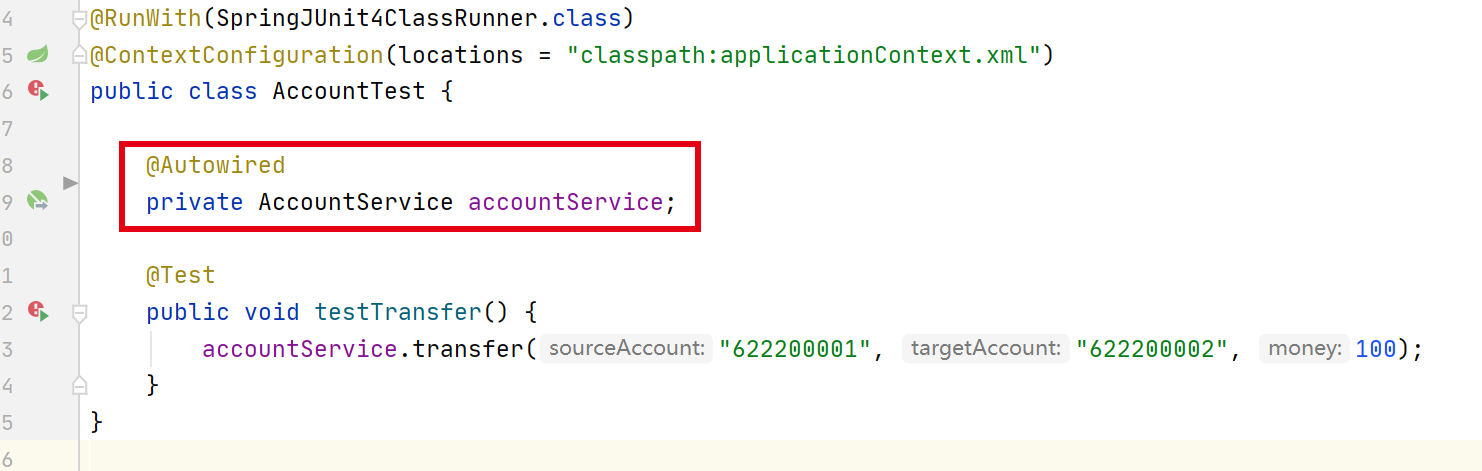 4 @RunWith(SpringJUnit4ClassRunner.class)
5 @ContextConfiguration(locations = "classpath:applicationContext.xml")
6 public class AccountTest {
7
8 @Autowired
9 private AccountService accountService;
0
1 @Test
2 public void testTransfer() {
3 accountService.transfer( sourceAccount: "622200001", targetAccount: "622200002", money: 100);
4 }
5 }
6